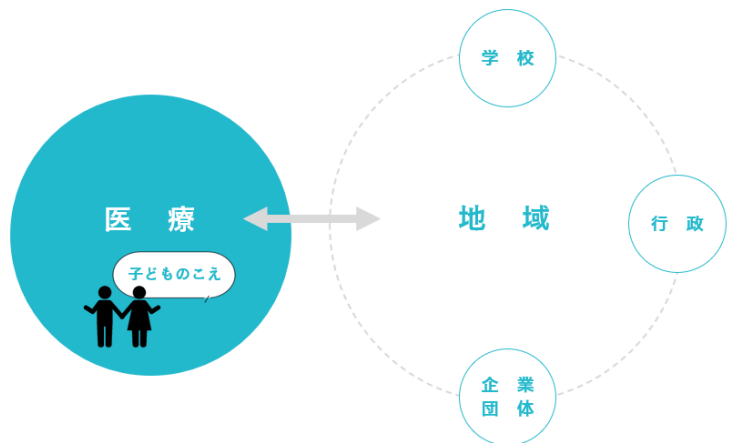 医 療
子どものこえ
地 域
学 校
行 政
企 業
団 体